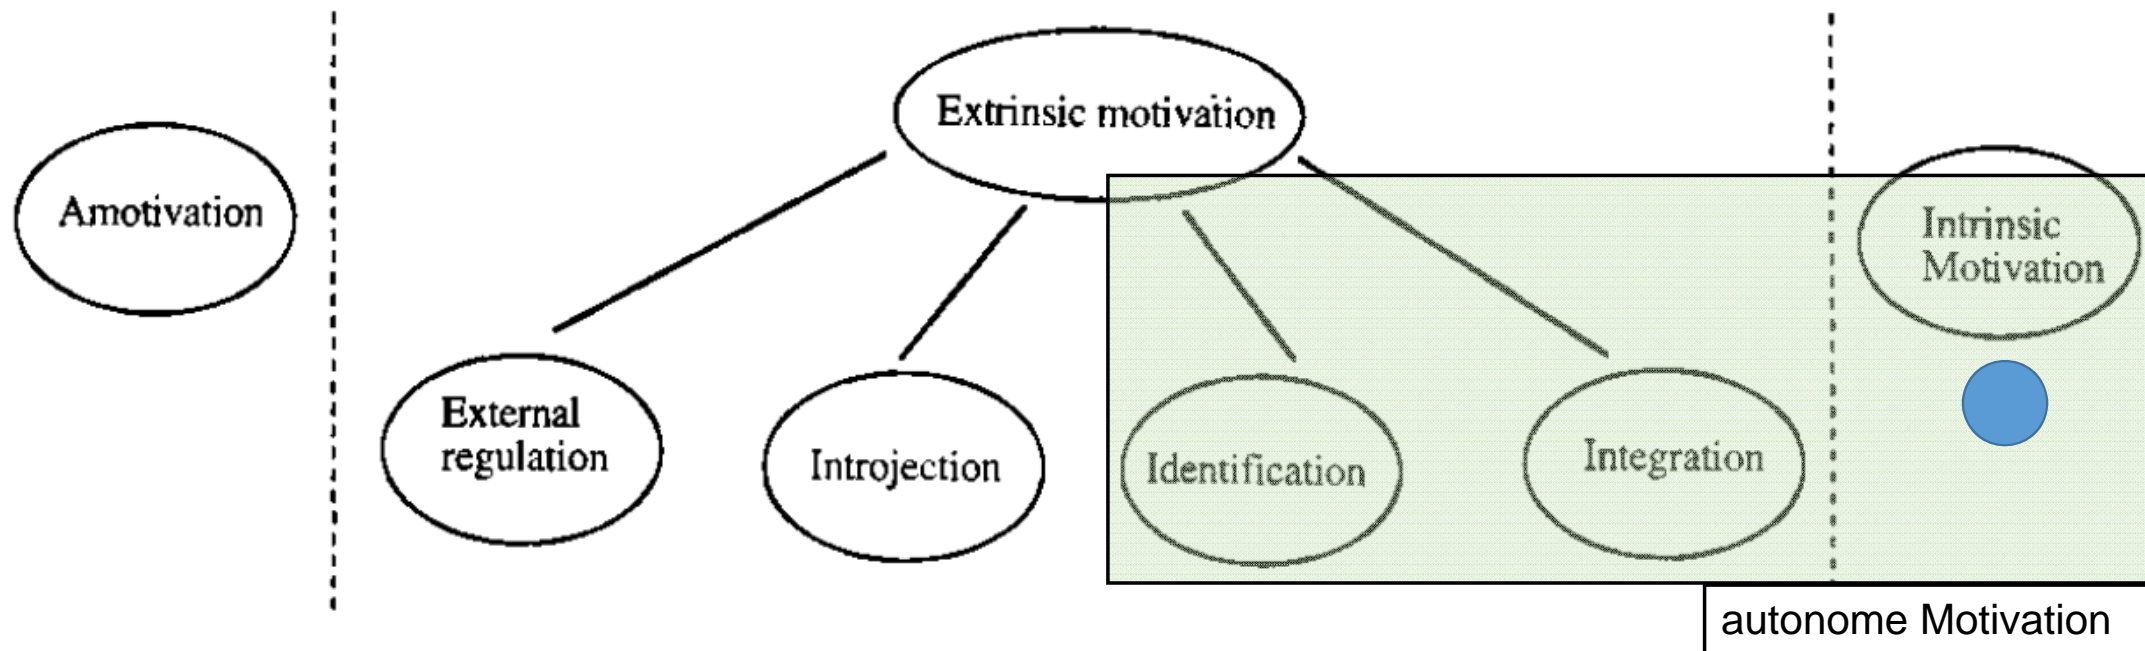 Extrinsic motivation
Amotivation
Intrinsic
Motivation
External
regulation
Introjection
Identification
Integration
autonome Motivation